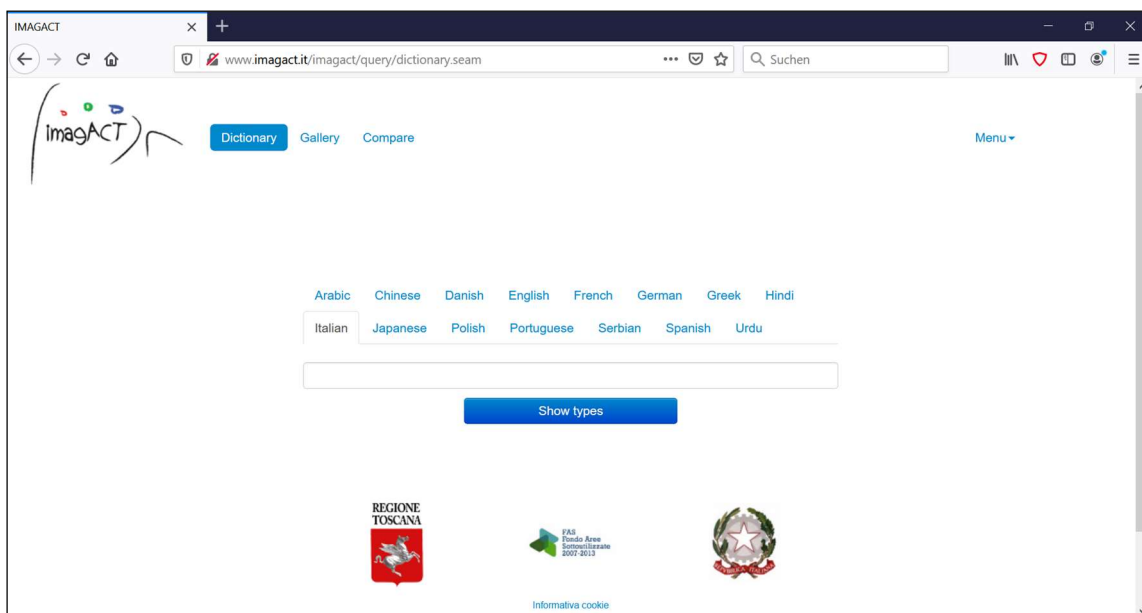 IMAGACT
www.imagact.it/imagact/query/dictionary.seam
Suchen
imagACT
Dictionary Gallery Compare Menu
Arabic Chinese Danish English French German Greek Hindi
Italian Japanese Polish Portuguese Serbian Spanish Urdu
Show types
REGIONE
TOSCANA
FAS
Fondo Aree
Sottoutilizzate
2007-2013
REPVBBLICA ITALIANA
Informativa cookie